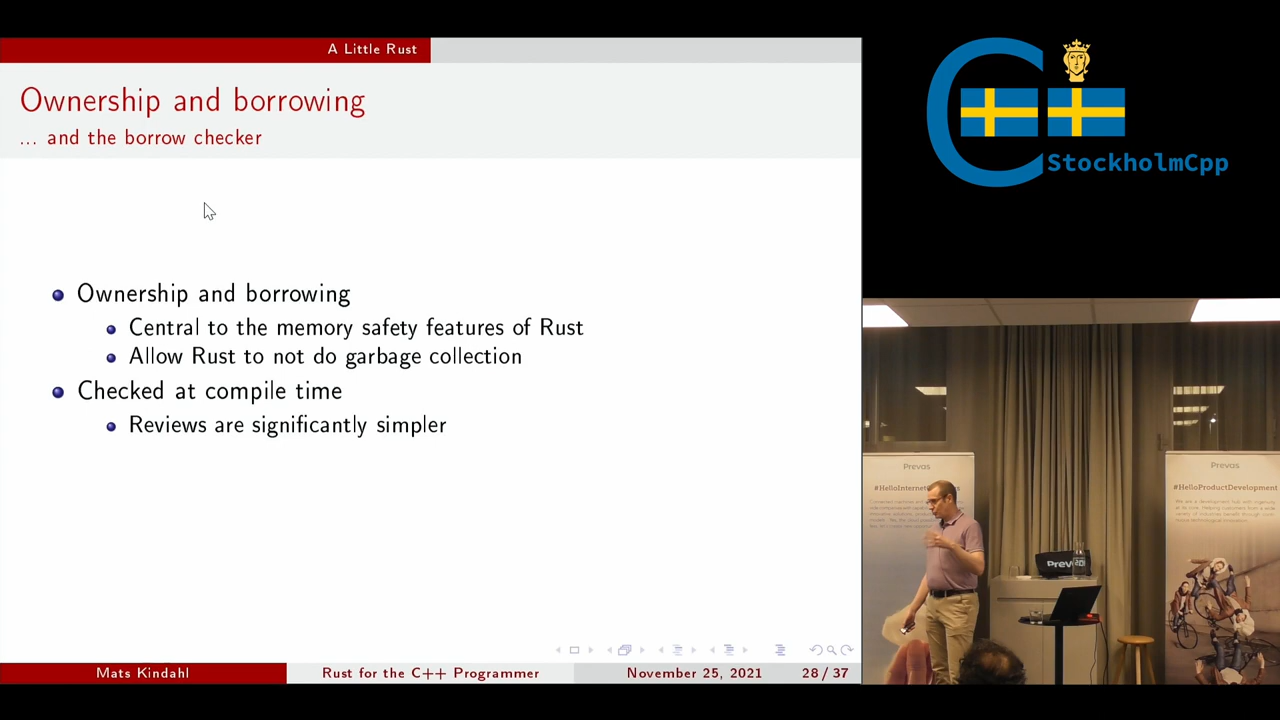 A Little Rust
Ownership and borrowing
... and the borrow checker
Ownership and borrowing
Central to the memory safety features of Rust
Allow Rust to not do garbage collection
Checked at compile time
Reviews are significantly simpler
Mats Kindahl
Rust for the C++ Programmer
November 25, 2021
28 / 37
C
StockholmCpp
Prevas
Prevas
#HelloProductDevelopment